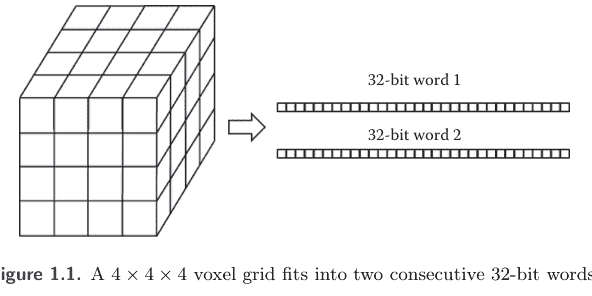 32-bit word 1
32-bit word 2
igure 1.1. A 4 × 4 × 4 voxel grid fits into two consecutive 32-bit words